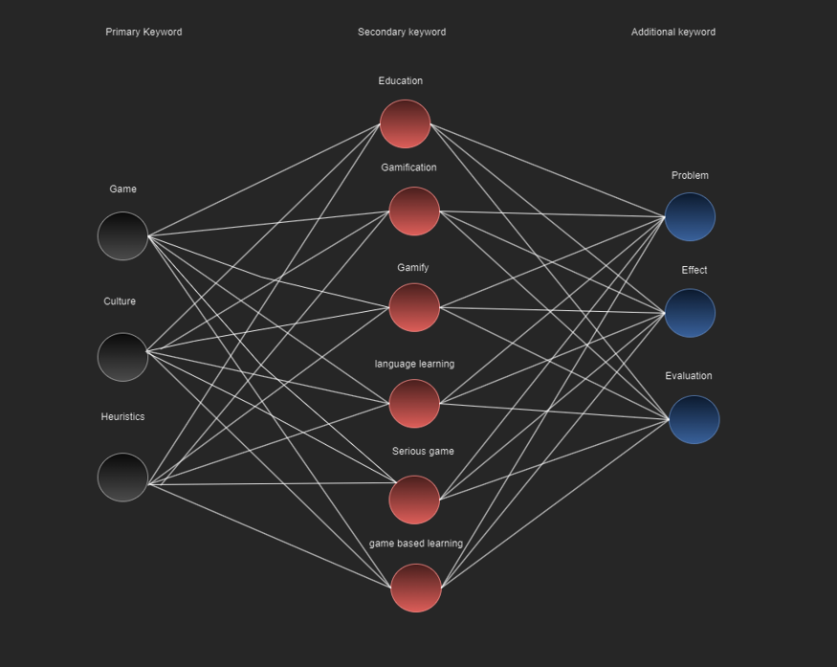 Primary Keyword
Secondary keyword
Additional keyword
Education
Gamification
Problem
Game
Gamify
Effect
Culture
language learning
Evaluation
Heuristics
Serious game
game based learning